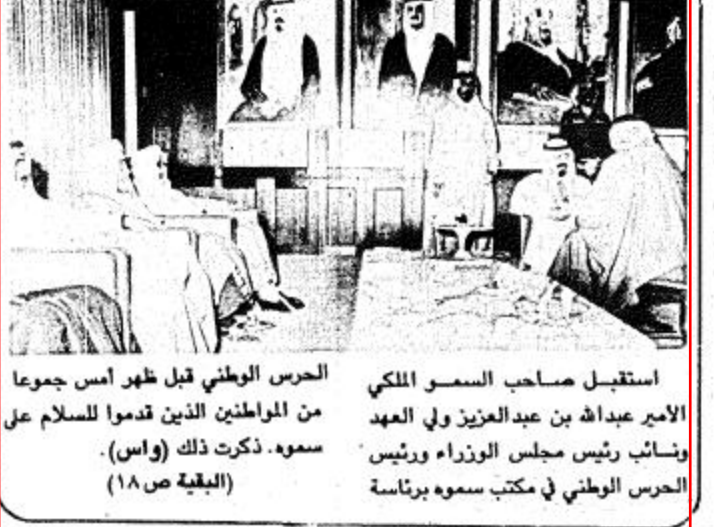 استقبل صاحب السمو الملكي
الأمير عبدالله بن عبدالعزيز ولي العهد
ونائب رئيس مجلس الوزراء ورئيس
الحرس الوطني في مكتب سموه برئاسة
الحرس الوطني قبل ظهر أمس جموعا
من المواطنين الذين قدموا للسلام على
سموه. ذكرت ذلك (واس).
(البقية ص ١٨)